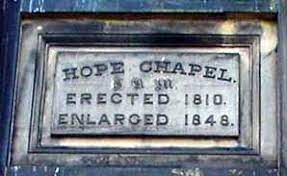 HOPE CHAPEL.
ERECTED 1810.
ENLARGED 1848.